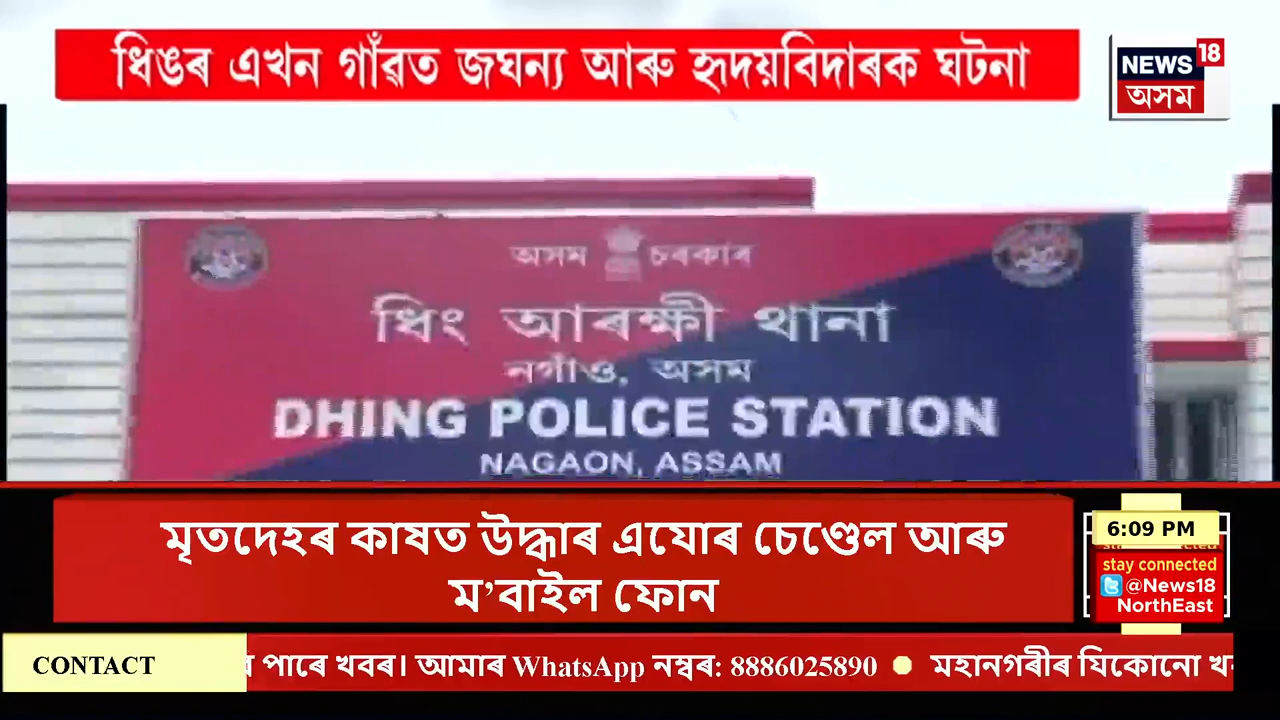 ধিঙৰ এখন গাঁৱত জঘন্য আৰু হৃদয়বিদাৰক ঘটনা
NEWS 18
অসম
অসম চৰকাৰ
ধিং আৰক্ষী থানা
নগাঁও, অসম
DHING POLICE STATION
NAGAON, ASSAM
মৃতদেহৰ কাষত উদ্ধাৰ এযোৰ চেণ্ডেল আৰু
ম’বাইল ফোন
6:09 PM
stay connected
@News18
NorthEast
CONTACT
পাৰে খবৰ। আমাৰ WhatsApp নম্বৰ: 8886025890 ● মহানগৰীৰ যিকোনো